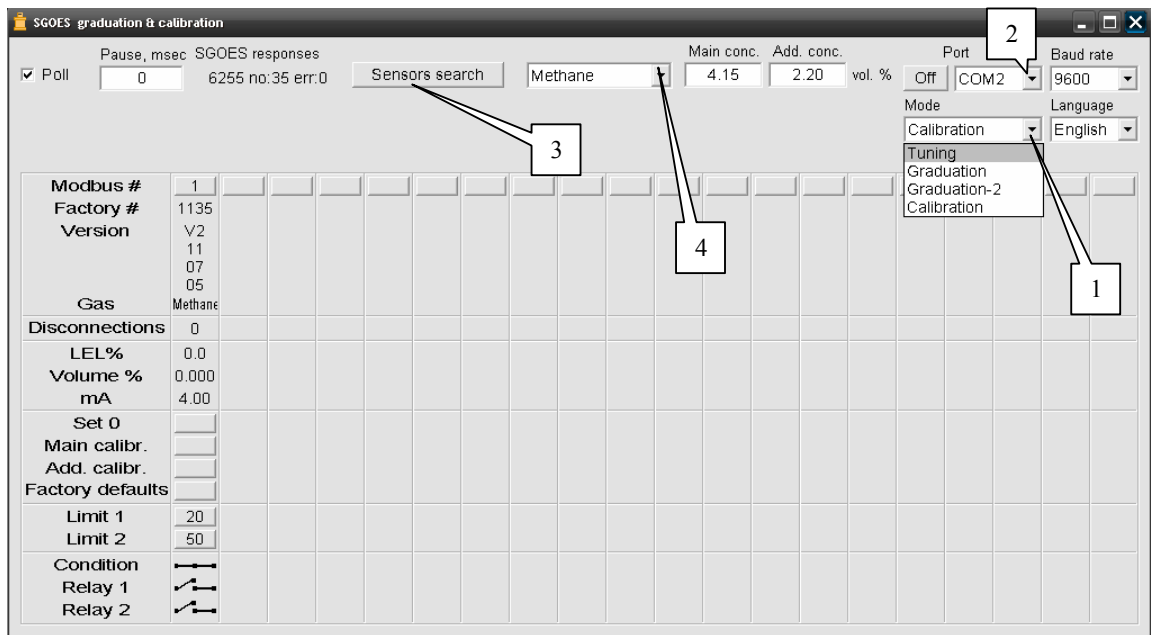 SGOES graduation & calibration
Pause, msec SGOES responses Main conc. Add. conc. Port 2 Baud rate
Poll 0 6255 no:35 err:0 Sensors search Methane 4.15 2.20 vol. % Off COM2 9600
Mode Language
Calibration English
3
Tuning
Graduation
Graduation-2
Calibration
4
1
Modbus # 1
Factory # 1135
Version V2
11
07
05
Gas Methane
Disconnections 0
LEL% 0.0
Volume % 0.000
mA 4.00
Set 0
Main calibr.
Add. calibr.
Factory defaults
Limit 1 20
Limit 2 50
Condition
Relay 1
Relay 2